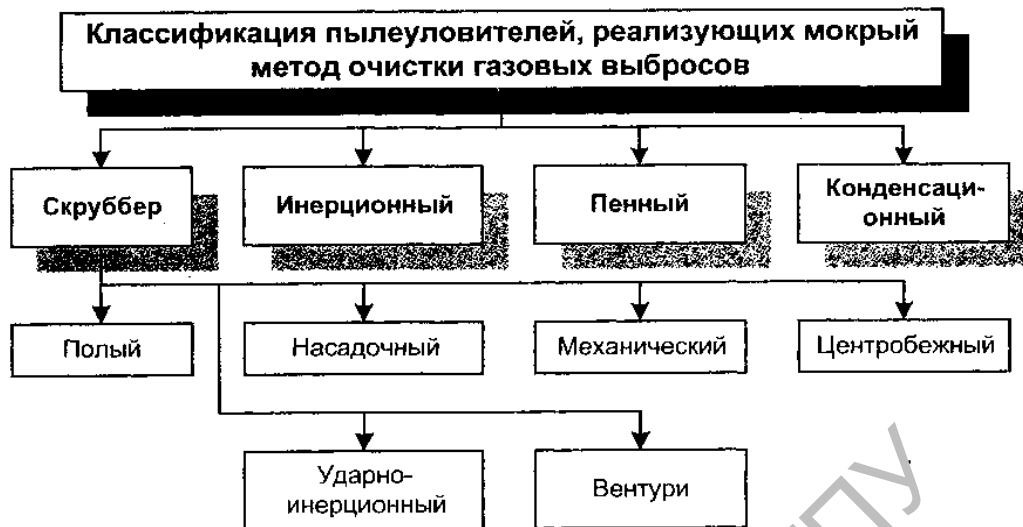 Классификация пылеуловителей, реализующих мокрый
метод очистки газовых выбросов
Скруббер
Инерционный
Пенный
Конденсаци-
онный
Полый
Насадочный
Механический
Центробежный
Ударно-
инерционный
Вентури